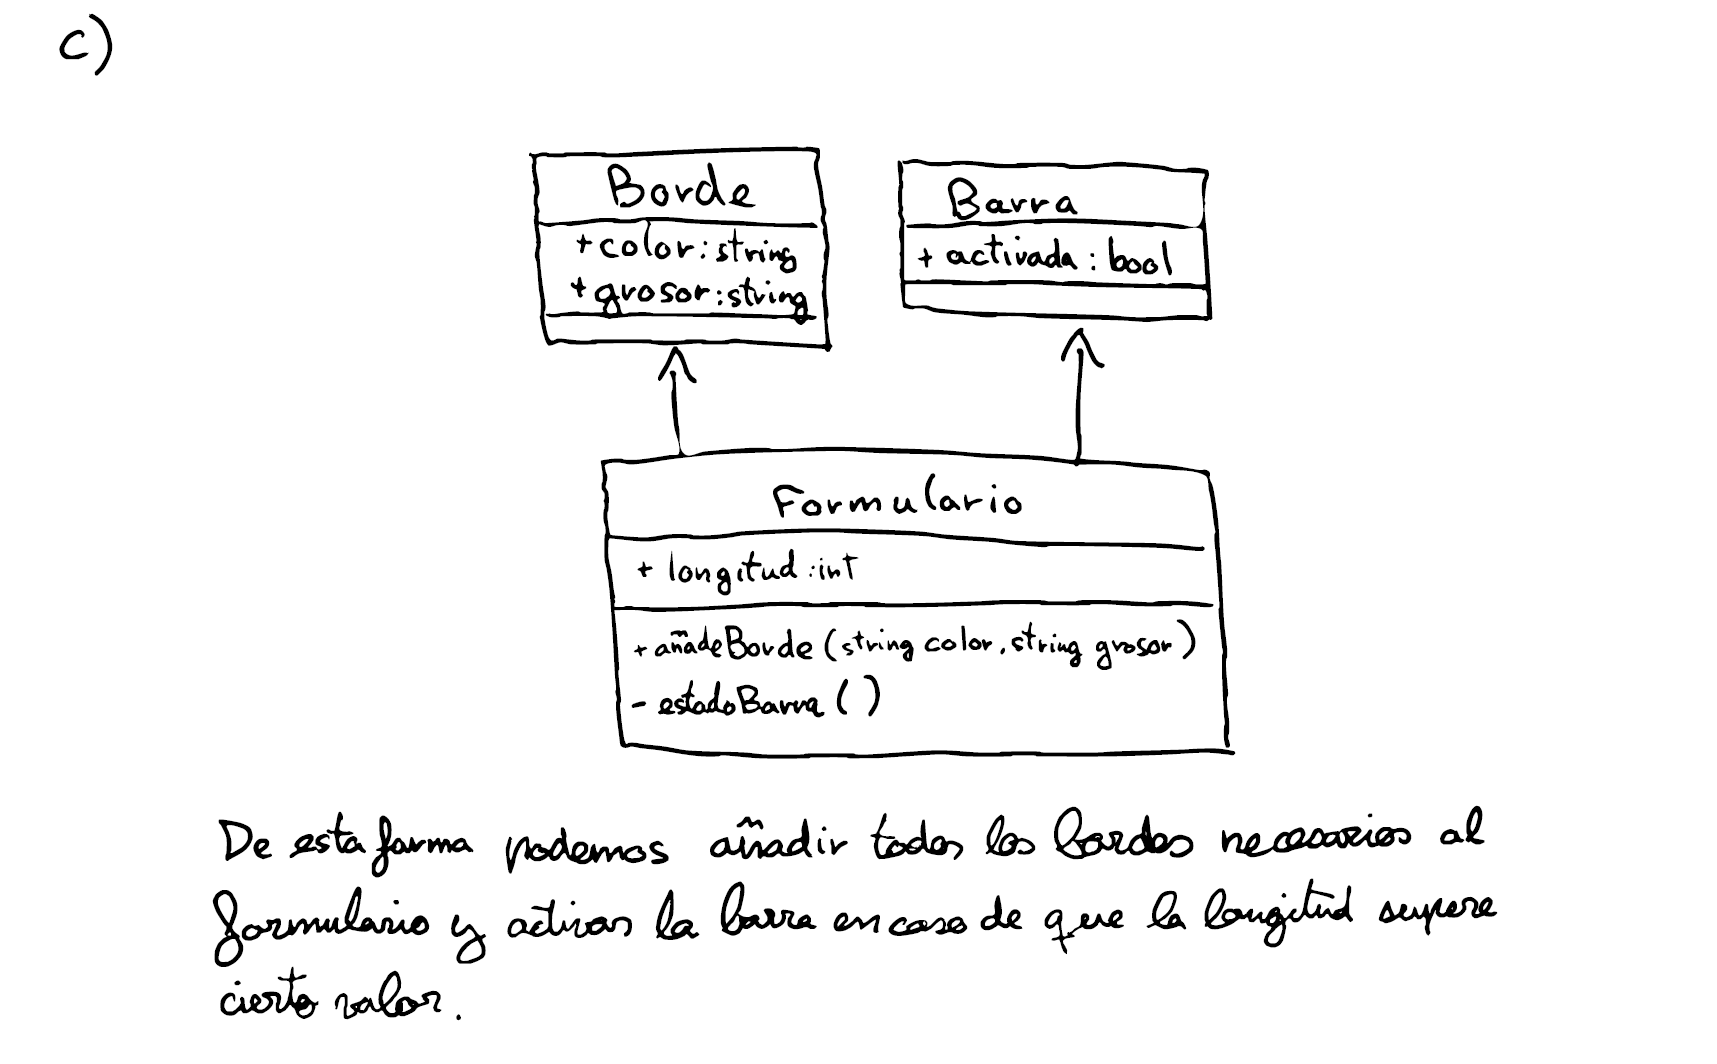 c)
Borde
+ color: string
+ grosor: string
Barra
+ activada: bool
Formulario
+ longitud: int
+ añadeBorde (string color, string grosor)
- estadoBarra ()
De esta forma podemos añadir todos los bordes necesarios al
formulario y activar la barra en caso de que la longitud supere
cierto valor.